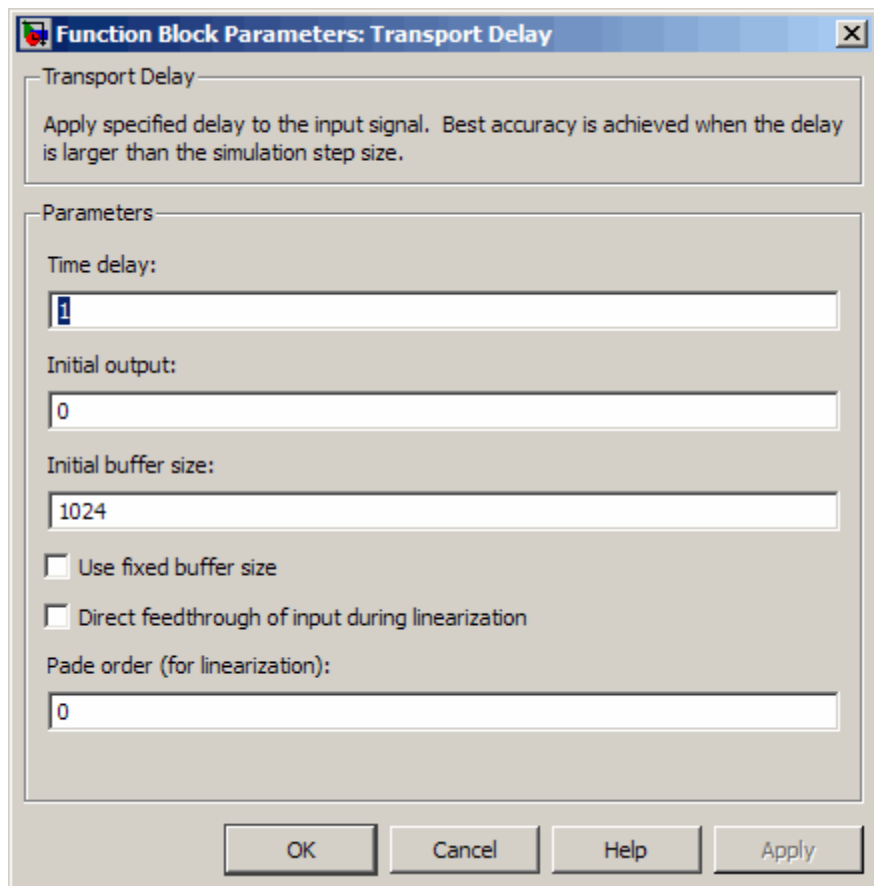 Function Block Parameters: Transport Delay
Transport Delay
Apply specified delay to the input signal.  Best accuracy is achieved when the delay
is larger than the simulation step size.
Parameters
Time delay:
1
Initial output:
0
Initial buffer size:
1024
Use fixed buffer size
Direct feedthrough of input during linearization
Pade order (for linearization):
0
OK Cancel Help Apply